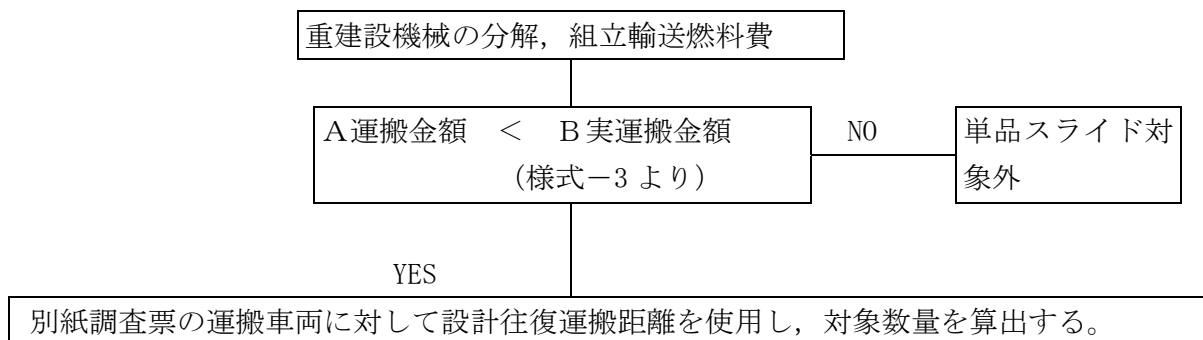 重建設機械の分解，組立輸送燃料費
Ａ運搬金額　＜　Ｂ実運搬金額
（様式－3 より）
NO
単品スライド対
象外
YES
別紙調査票の運搬車両に対して設計往復運搬距離を使用し，対象数量を算出する。